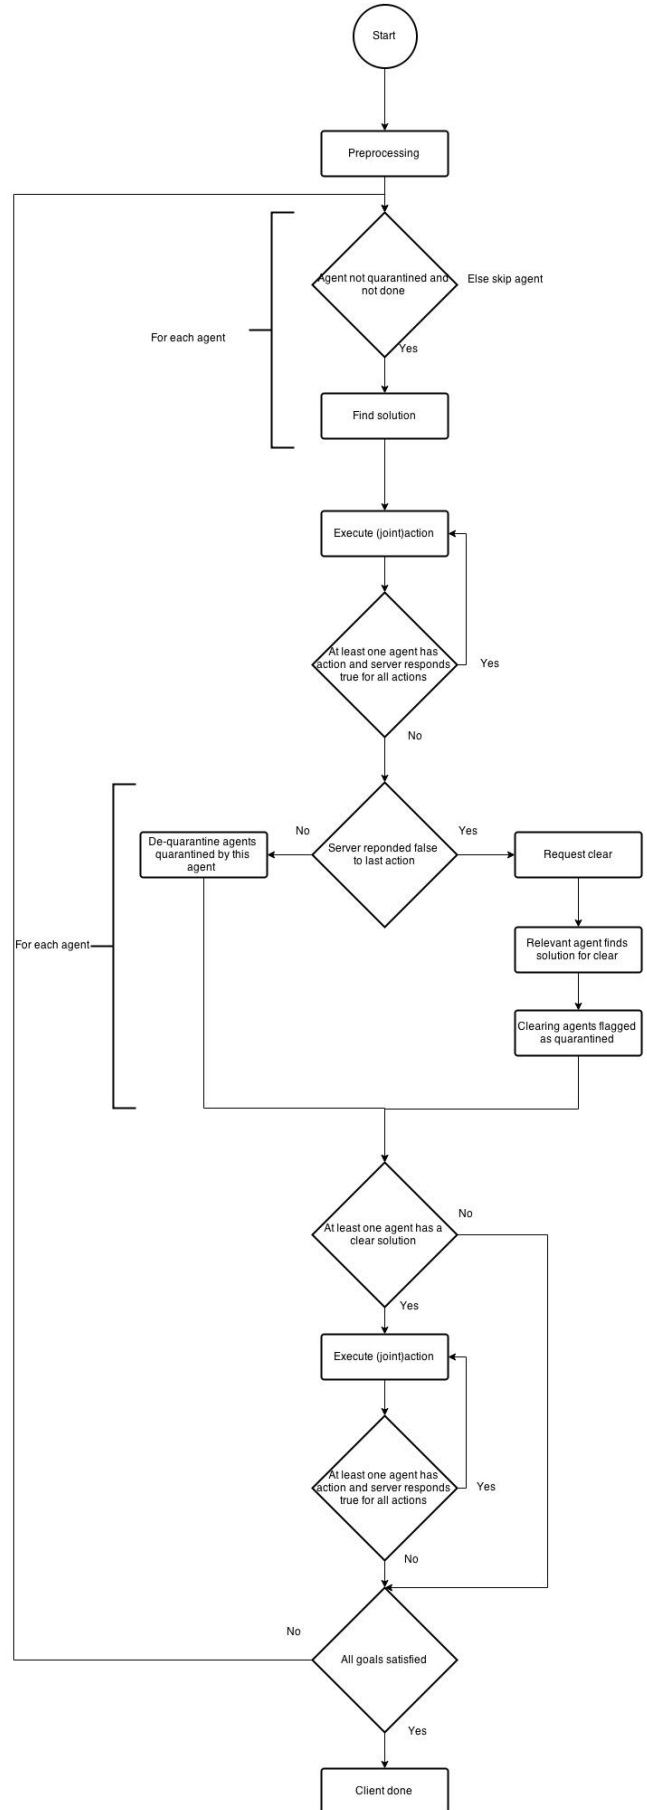 Start
Preprocessing
Agent not quarantined and
not done
Else skip agent
For each agent
Yes
Find solution
Execute (joint)action
At least one agent has
action and server responds
true for all actions
Yes
No
No
Yes
De-quarantine agents
quarantined by this
agent
Server reponded false
to last action
Request clear
For each agent
Relevant agent finds
solution for clear
Clearing agents flagged
as quarantined
No
At least one agent has a
clear solution
Yes
Execute (joint)action
At least one agent has
action and server responds
true for all actions
Yes
No
No
All goals satisfied
Yes
Client done